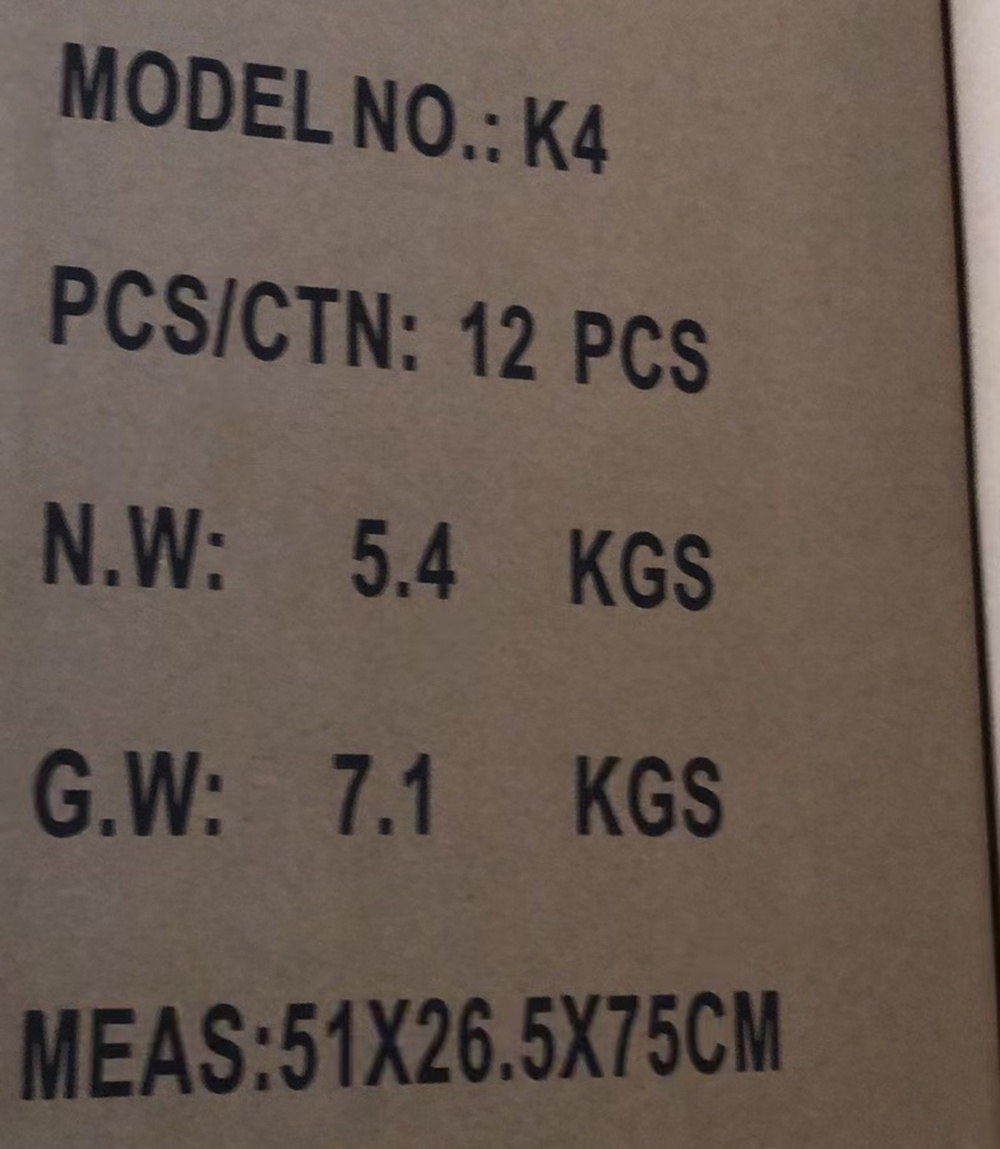 MODEL NO.: K4
PCS/CTN: 12 PCS
N.W: 5.4 KGS
G.W: 7.1 KGS
MEAS:51X26.5X75CM